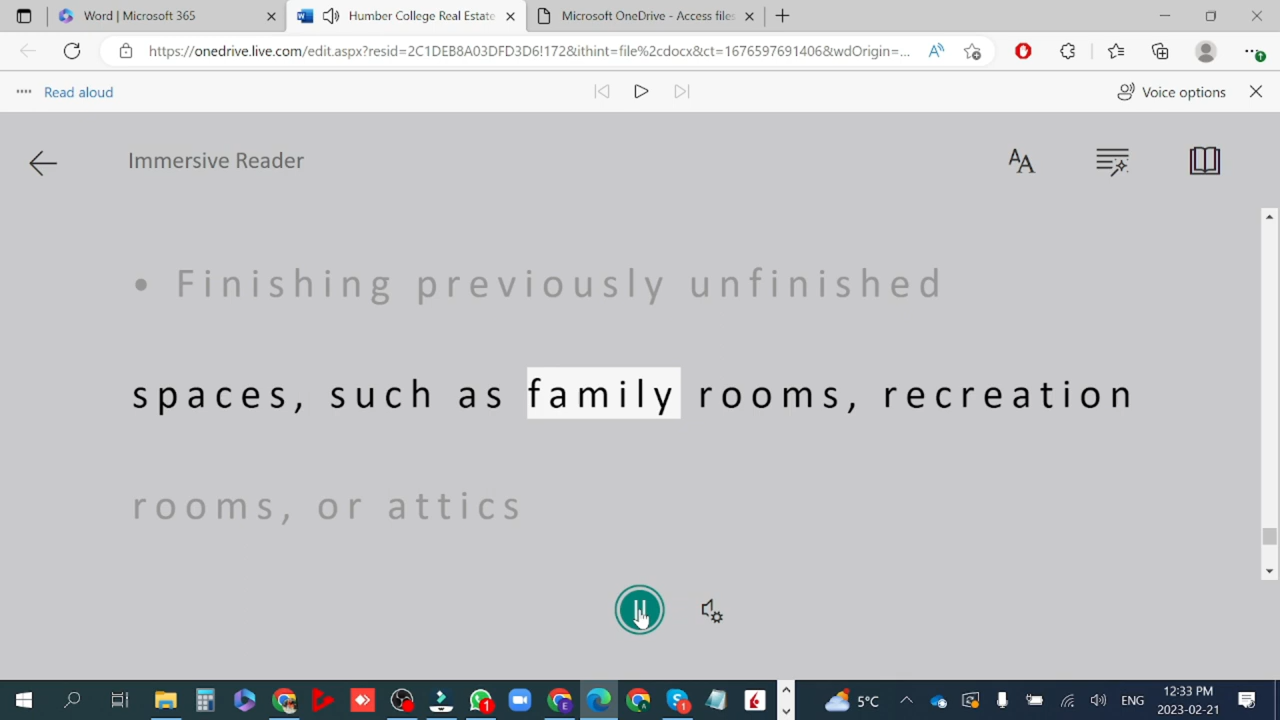 Word | Microsoft 365
Humber College Real Estate
Microsoft OneDrive - Access files
https://onedrive.live.com/edit.aspx?resid=2C1DEB8A03DFD3D6!172&ithint=file%2cdocx&ct=1676597691406&wdOrigin=...
Read aloud
Voice options
Immersive Reader
AA
• Finishing previously unfinished
spaces, such as family rooms, recreation
rooms, or attics
5°C
ENG
12:33 PM
2023-02-21